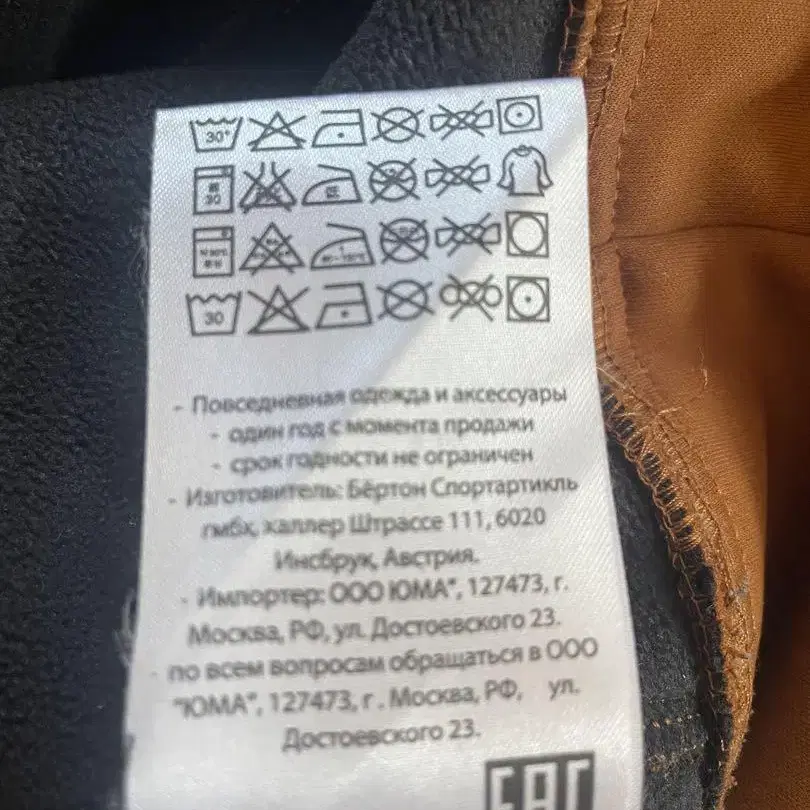 30°
30
30
- Повседневная одежда и аксессуары
- один год с момента продажи
- срок годности не ограничен
- Изготовитель: Бёртон Спортартикль
гмбх, халлер Штрассе 111, 6020
Инсбрук, Австрия.
- Импортер: ООО ЮМА", 127473, г.
Москва, РФ, ул. Достоевского 23.
- по всем вопросам обращаться в ООО
"ЮМА", 127473, г. Москва, РФ, ул.
Достоевского 23.
EAC